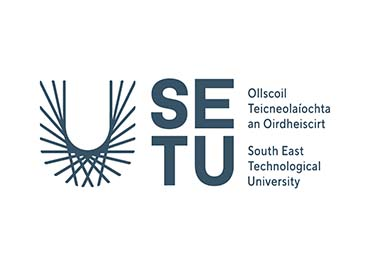 SE
TU
Ollscoil
Teicneolaíochta
an Oirdheiscirt
South East
Technological
University